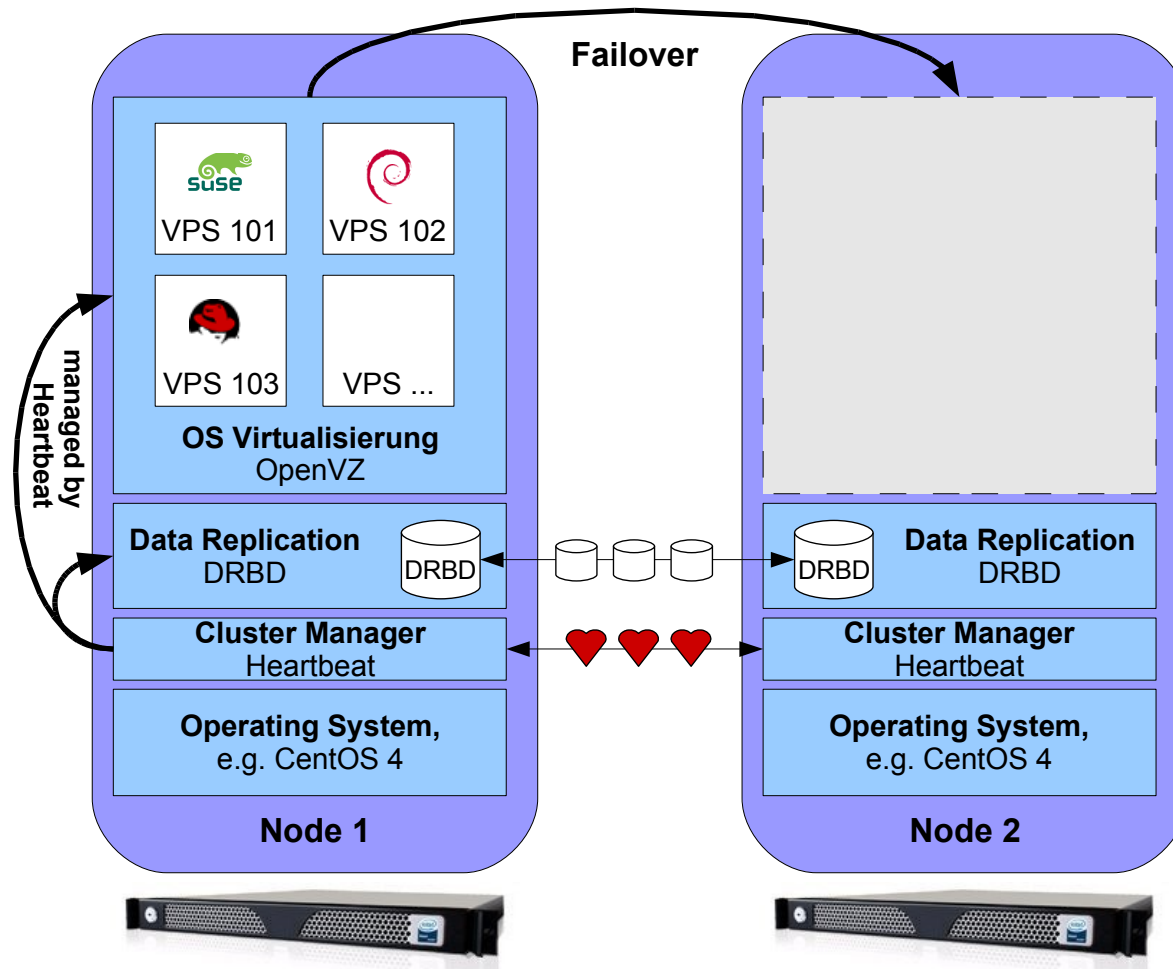 Failover
suse
VPS 101
VPS 102
VPS 103
VPS ...
OS Virtualisierung
OpenVZ
managed by
Heartbeat
Data Replication
DRBD
DRBD
DRBD
Data Replication
DRBD
Cluster Manager
Heartbeat
Cluster Manager
Heartbeat
Operating System,
e.g. CentOS 4
Operating System,
e.g. CentOS 4
Node 1
Node 2